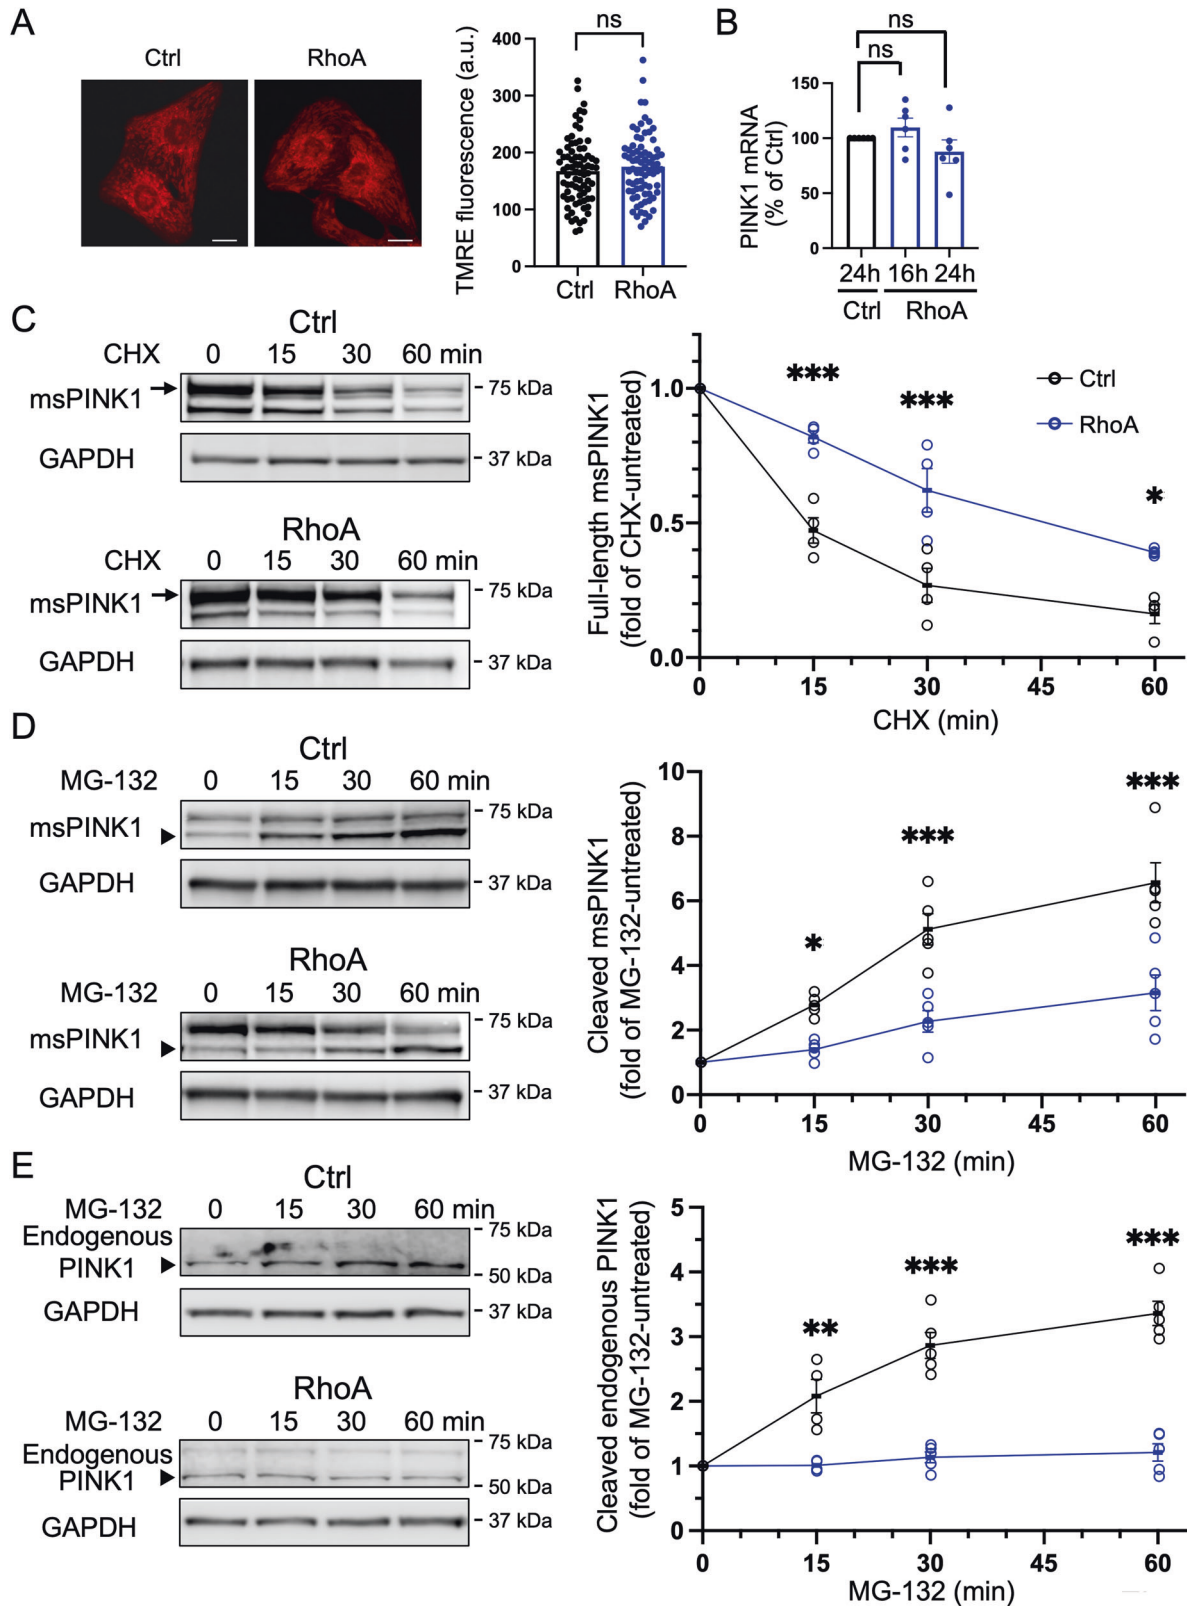 A
Ctrl
RhoA
TMRE fluorescence (a.u.)
400
300
200
100
0
ns
Ctrl
RhoA
B
ns
ns
PINK1 mRNA
(% of Ctrl)
150
100
50
0
24h 16h 24h
Ctrl RhoA
C
Ctrl
CHX 0 15 30 60 min
msPINK1
- 75 kDa
GAPDH
- 37 kDa
RhoA
CHX 0 15 30 60 min
msPINK1
- 75 kDa
GAPDH
- 37 kDa
Full-length msPINK1
(fold of CHX-untreated)
1.0
0.5
0.0
***
***
*
Ctrl
RhoA
0 15 30 45 60
CHX (min)
D
Ctrl
MG-132 0 15 30 60 min
msPINK1
- 75 kDa
GAPDH
- 37 kDa
RhoA
MG-132 0 15 30 60 min
msPINK1
- 75 kDa
GAPDH
- 37 kDa
Cleaved msPINK1
(fold of MG-132-untreated)
10
8
6
4
2
0
*
***
***
0 15 30 45 60
MG-132 (min)
E
Ctrl
MG-132 0 15 30 60 min
Endogenous
PINK1
- 75 kDa
50 kDa
GAPDH
- 37 kDa
RhoA
MG-132 0 15 30 60 min
Endogenous
PINK1
- 75 kDa
- 50 kDa
GAPDH
- 37 kDa
Cleaved endogenous PINK1
(fold of MG-132-untreated)
5
4
3
2
1
0
**
***
***
0 15 30 45 60
MG-132 (min)